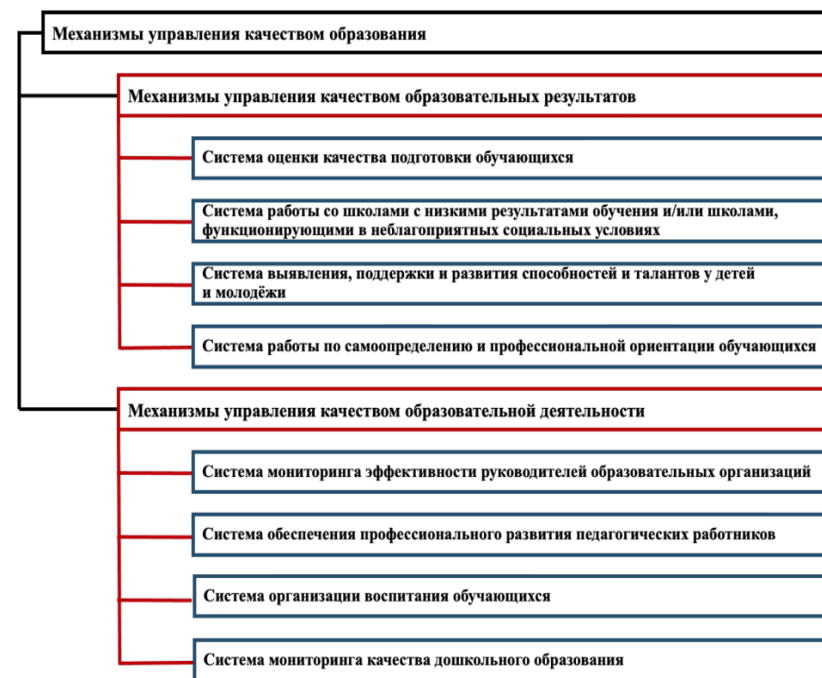 Механизмы управления качеством образования
Механизмы управления качеством образовательных результатов
Система оценки качества подготовки обучающихся
Система работы со школами с низкими результатами обучения и/или школами,
функционирующими в неблагоприятных социальных условиях
Система выявления, поддержки и развития способностей и талантов у детей
и молодёжи
Система работы по самоопределению и профессиональной ориентации обучающихся
Механизмы управления качеством образовательной деятельности
Система мониторинга эффективности руководителей образовательных организаций
Система обеспечения профессионального развития педагогических работников
Система организации воспитания обучающихся
Система мониторинга качества дошкольного образования